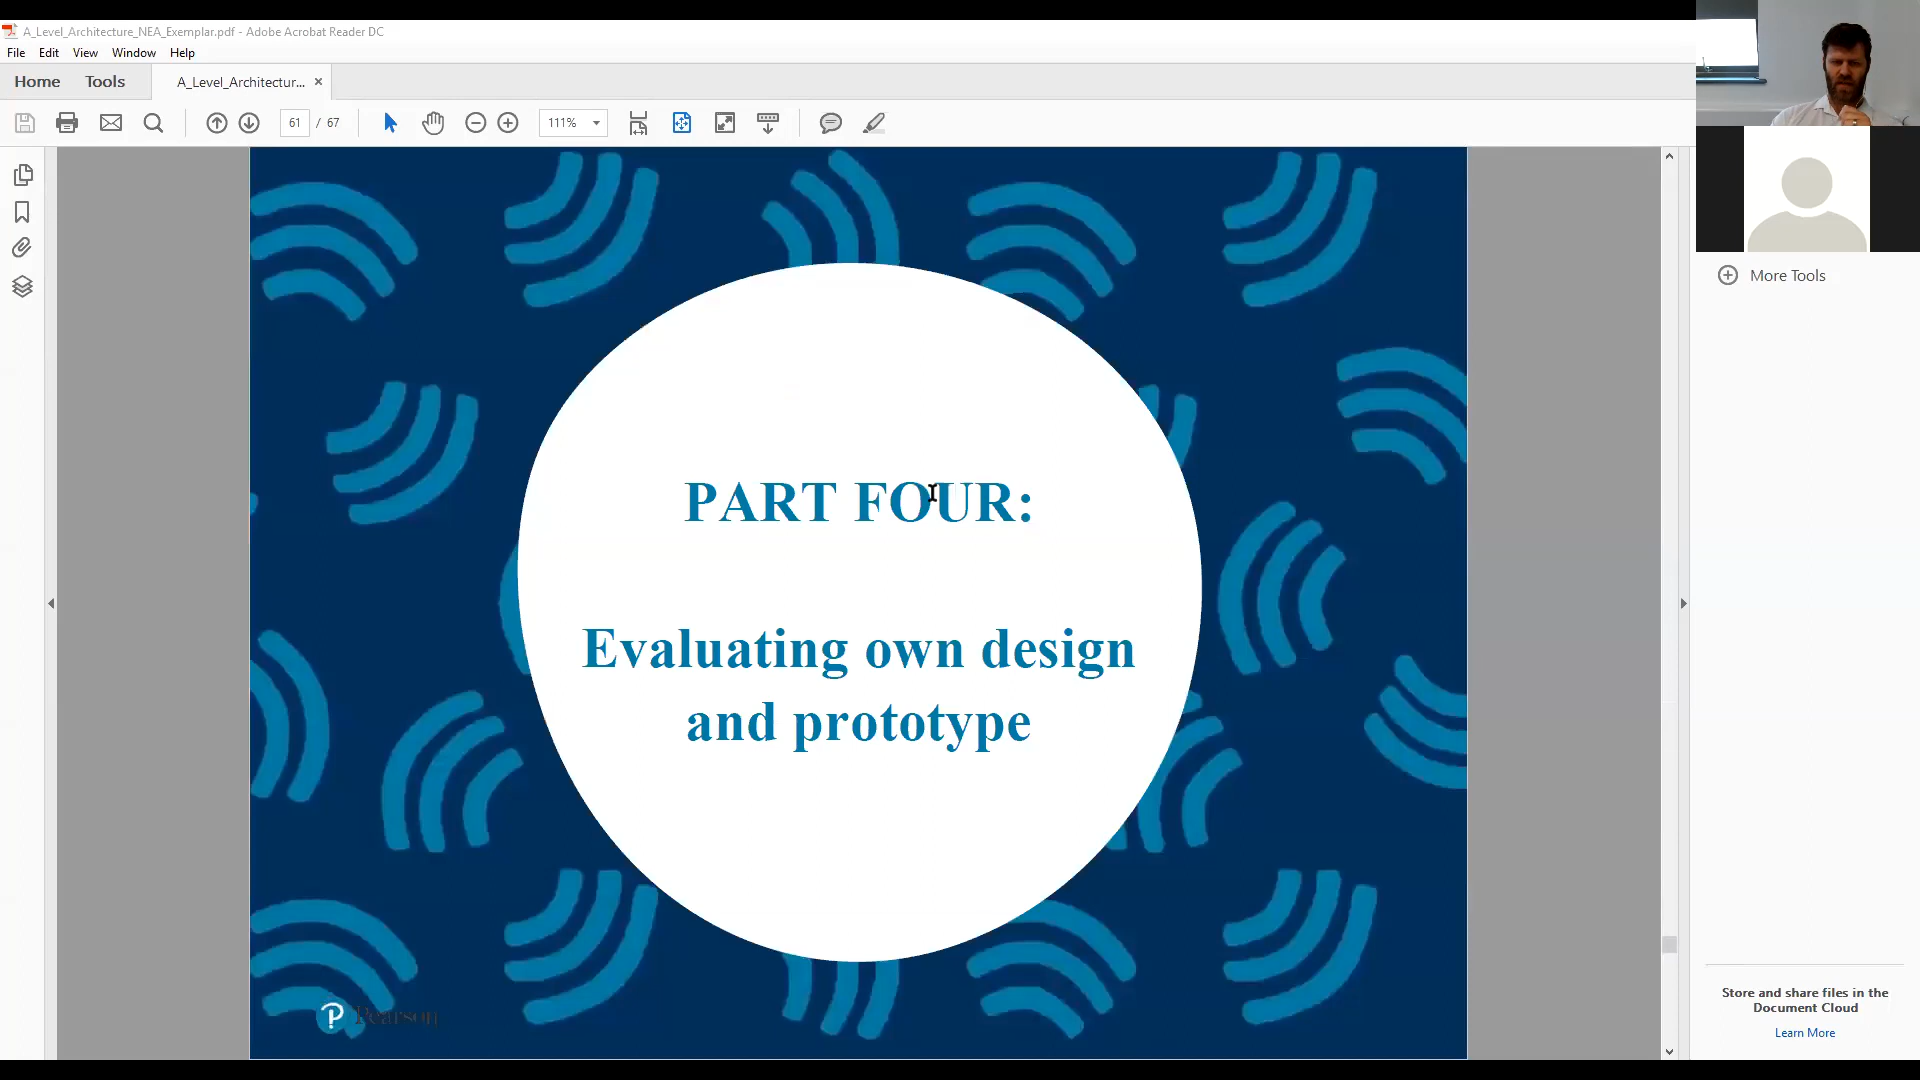 A_Level_Architecture_NEA_Exemplar.pdf - Adobe Acrobat Reader DC
File Edit View Window Help
Home Tools A_Level_Architectur... ×
61 / 67 111%
More Tools
PART FOUR:
Evaluating own design
and prototype
Pearson
Store and share files in the
Document Cloud
Learn More